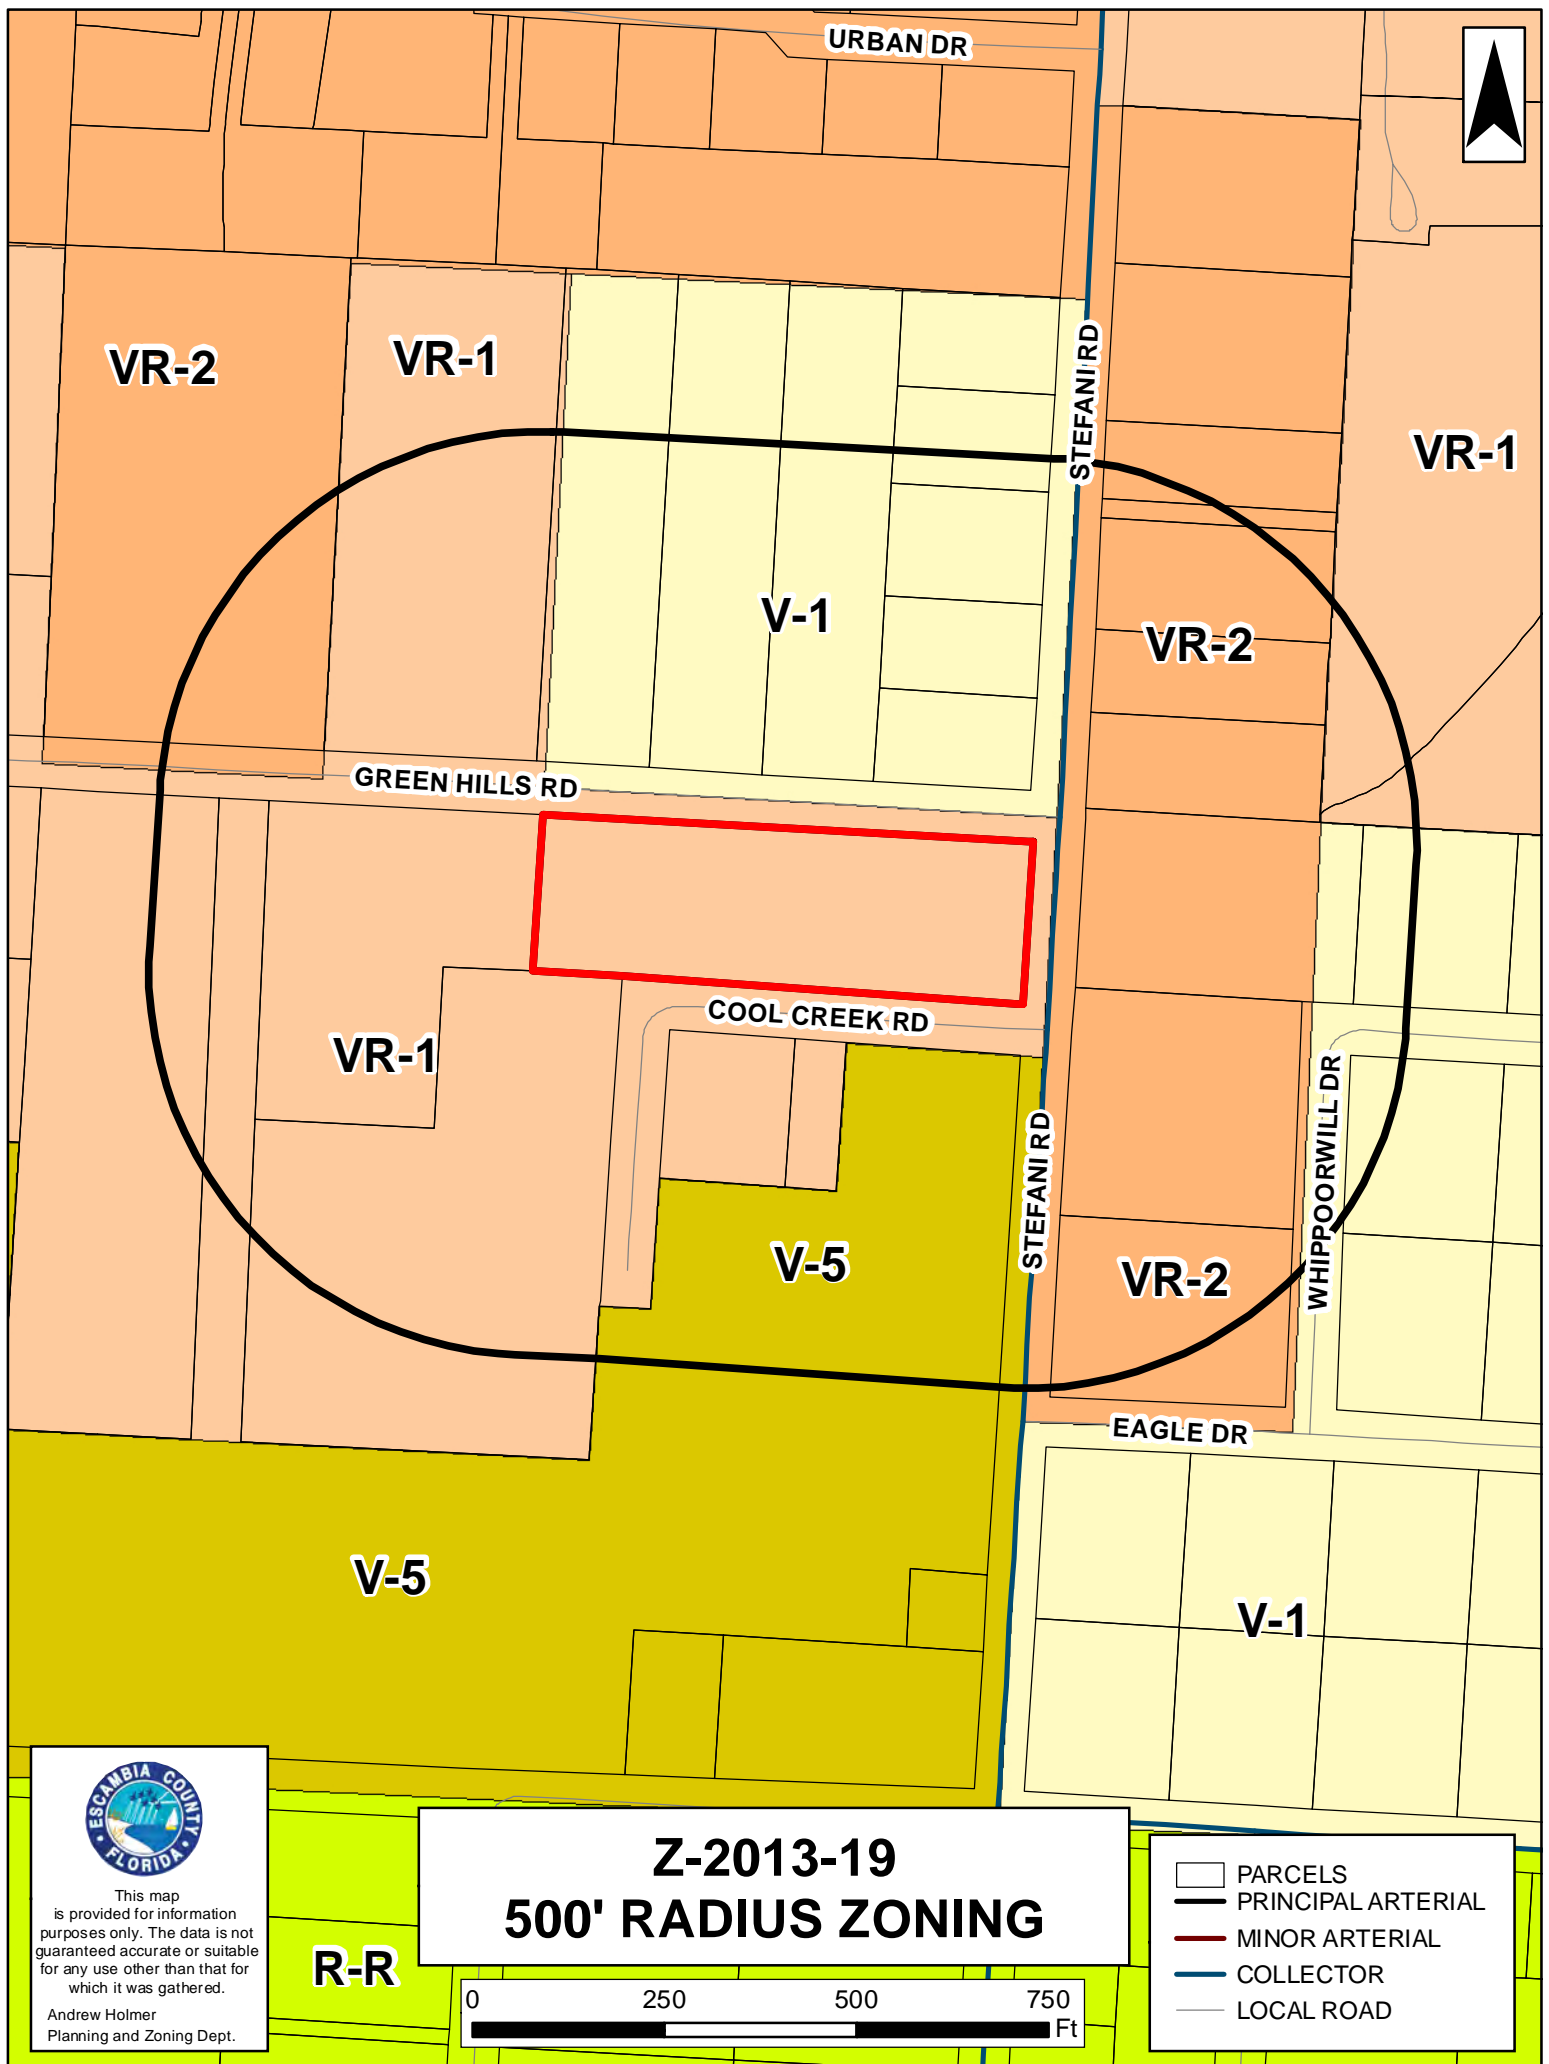 URBAN DR
VR-2
VR-1
STEFANI RD
VR-1
V-1
VR-2
GREEN HILLS RD
COOL CREEK RD
VR-1
WHIPPOORWILL DR
STEFANI RD
V-5
VR-2
EAGLE DR
V-5
V-1
ESCAMBIA COUNTY
FLORIDA
This map
is provided for information
purposes only. The data is not
guaranteed accurate or suitable
for any use other than that for
which it was gathered.
Andrew Holmer
Planning and Zoning Dept.
R-R
Z-2013-19
500' RADIUS ZONING
0 250 500 750
Ft
PARCELS
PRINCIPAL ARTERIAL
MINOR ARTERIAL
COLLECTOR
LOCAL ROAD